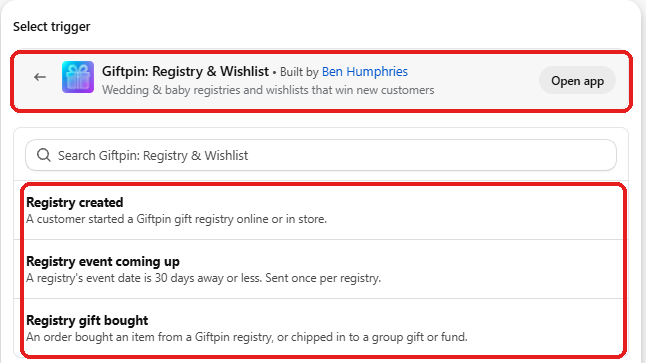 Select trigger
Giftpin: Registry & Wishlist • Built by Ben Humphries
Wedding & baby registries and wishlists that win new customers
Open app
Search Giftpin: Registry & Wishlist
Registry created
A customer started a Giftpin gift registry online or in store.
Registry event coming up
A registry's event date is 30 days away or less. Sent once per registry.
Registry gift bought
An order bought an item from a Giftpin registry, or chipped in to a group gift or fund.